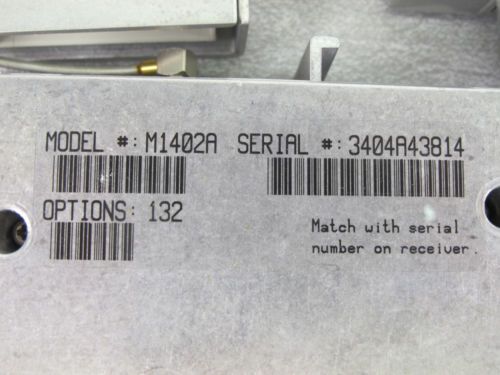 MODEL #: M1402A SERIAL #: 3404A43814
OPTIONS: 132
Match with serial
number on receiver.